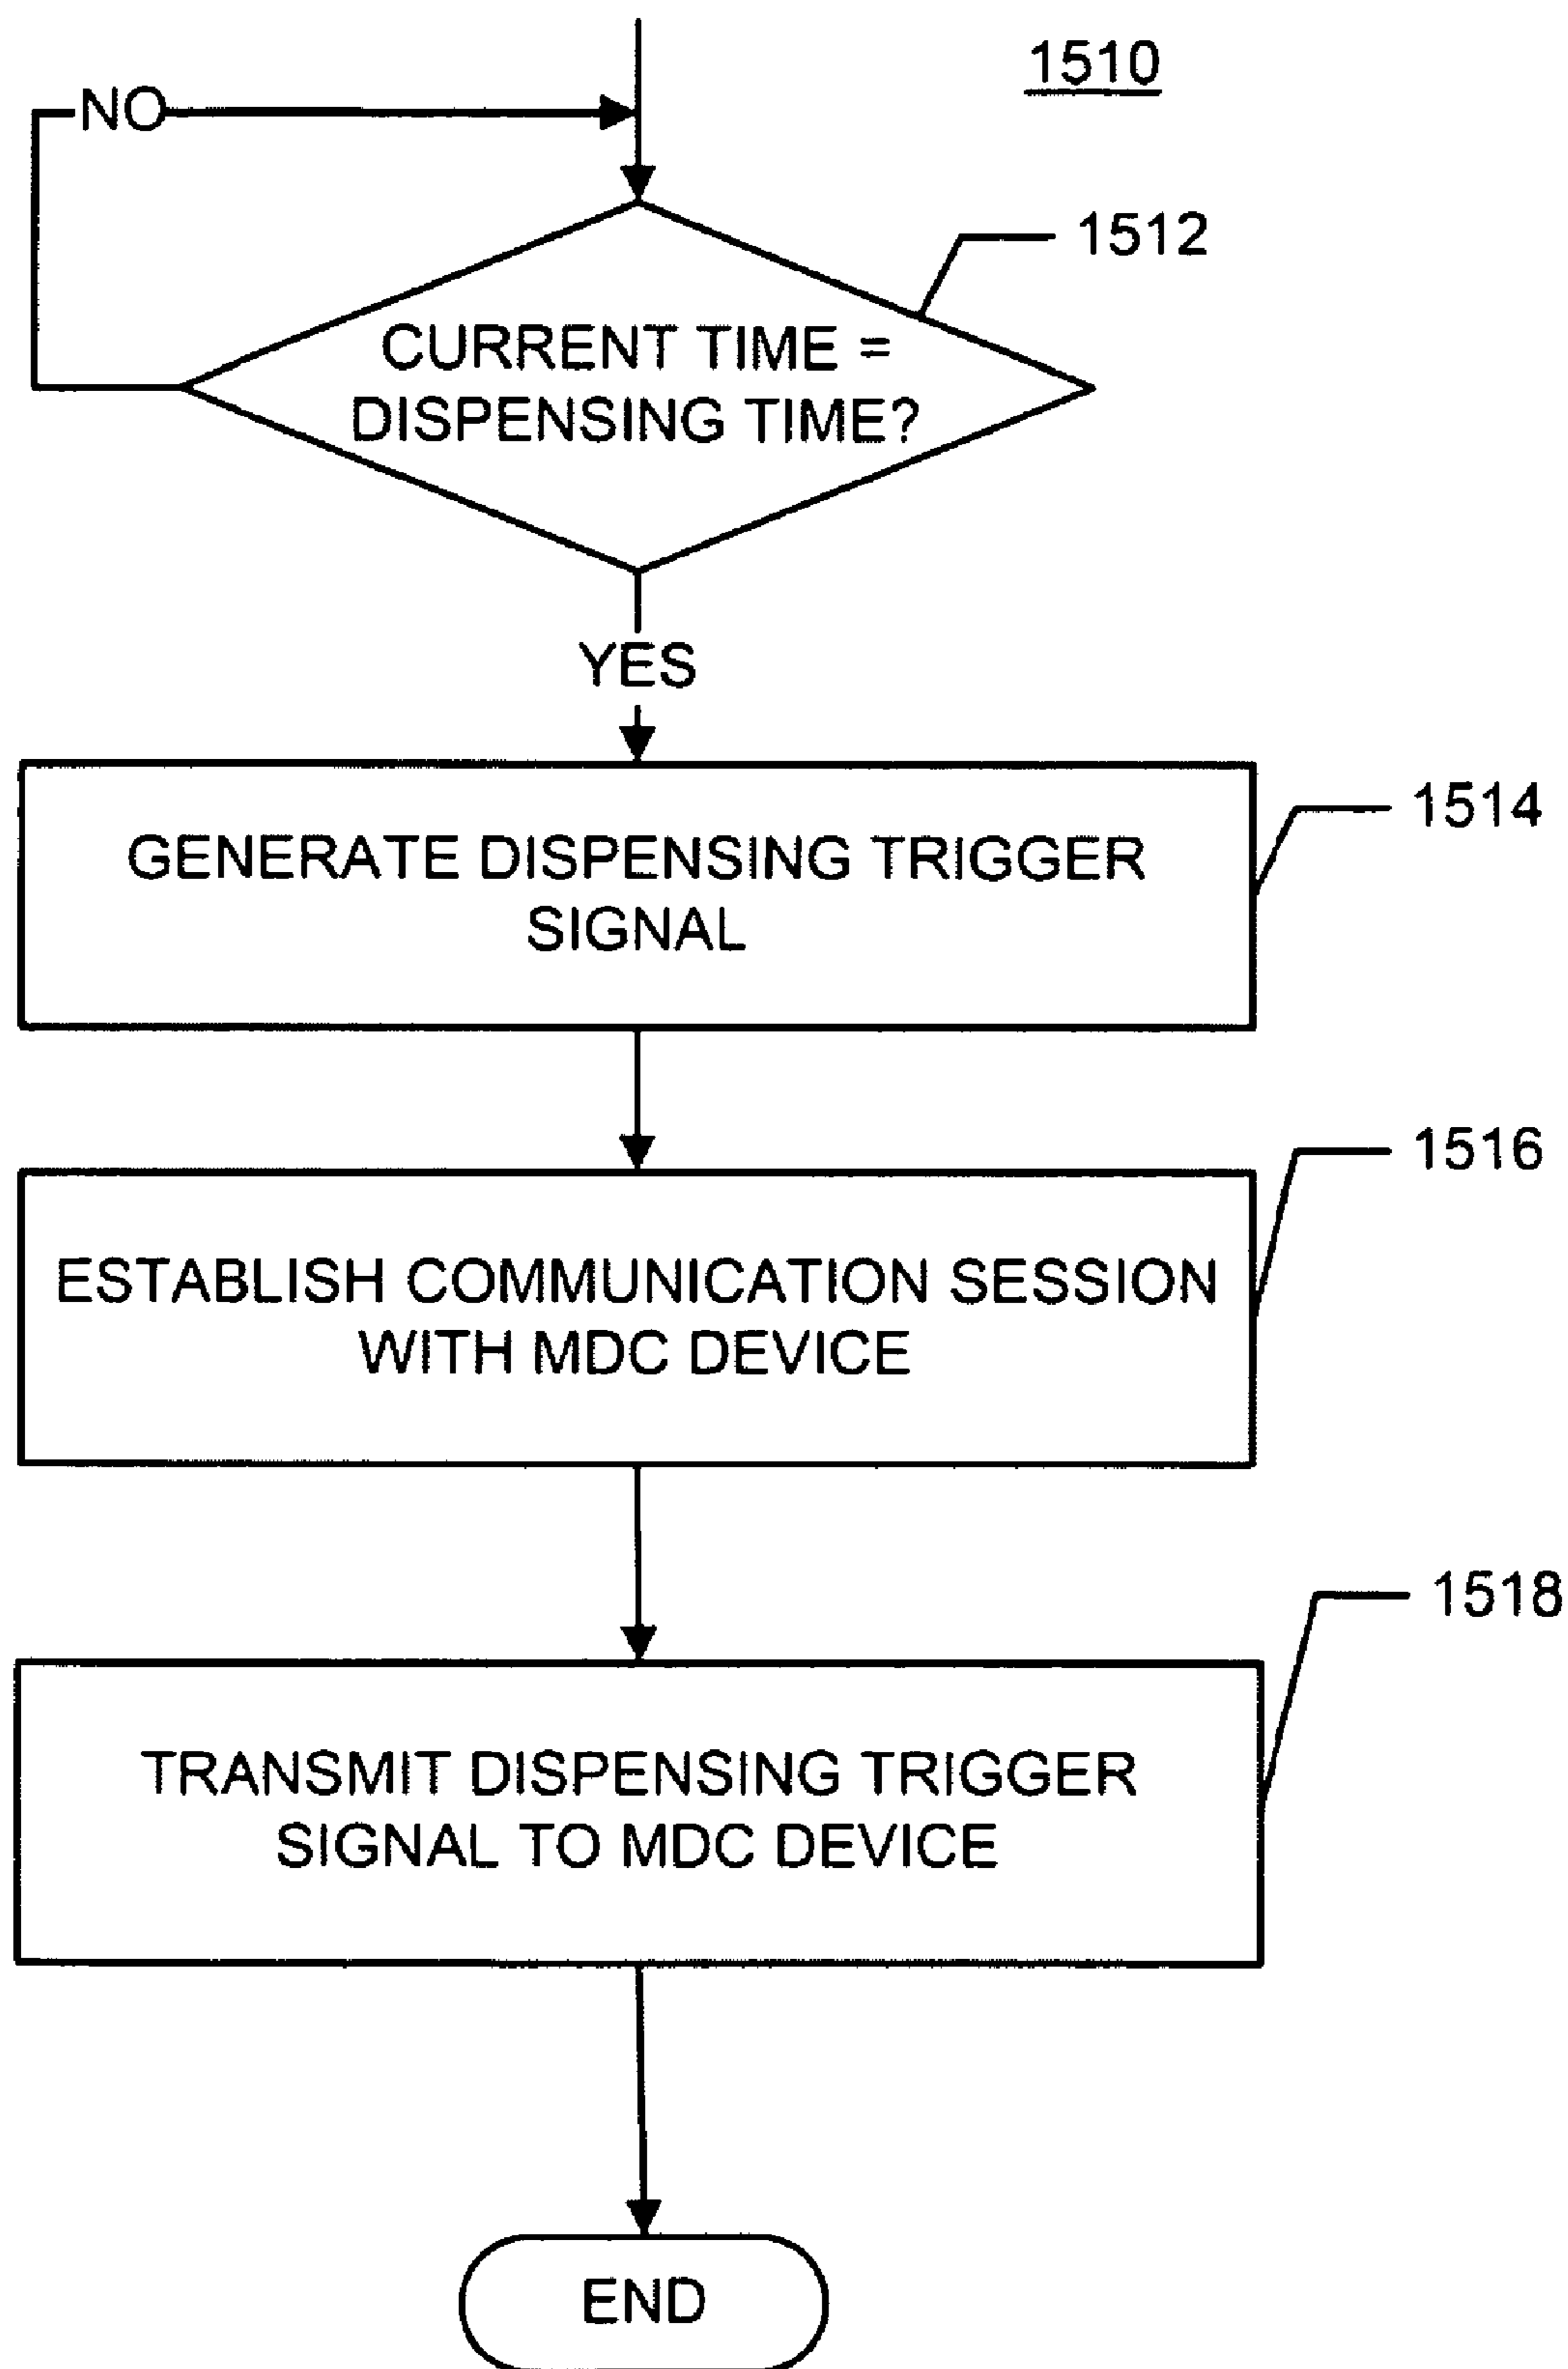 1510
NO
1512
CURRENT TIME =
DISPENSING TIME?
YES
1514
GENERATE DISPENSING TRIGGER
SIGNAL
1516
ESTABLISH COMMUNICATION SESSION
WITH MDC DEVICE
1518
TRANSMIT DISPENSING TRIGGER
SIGNAL TO MDC DEVICE
END